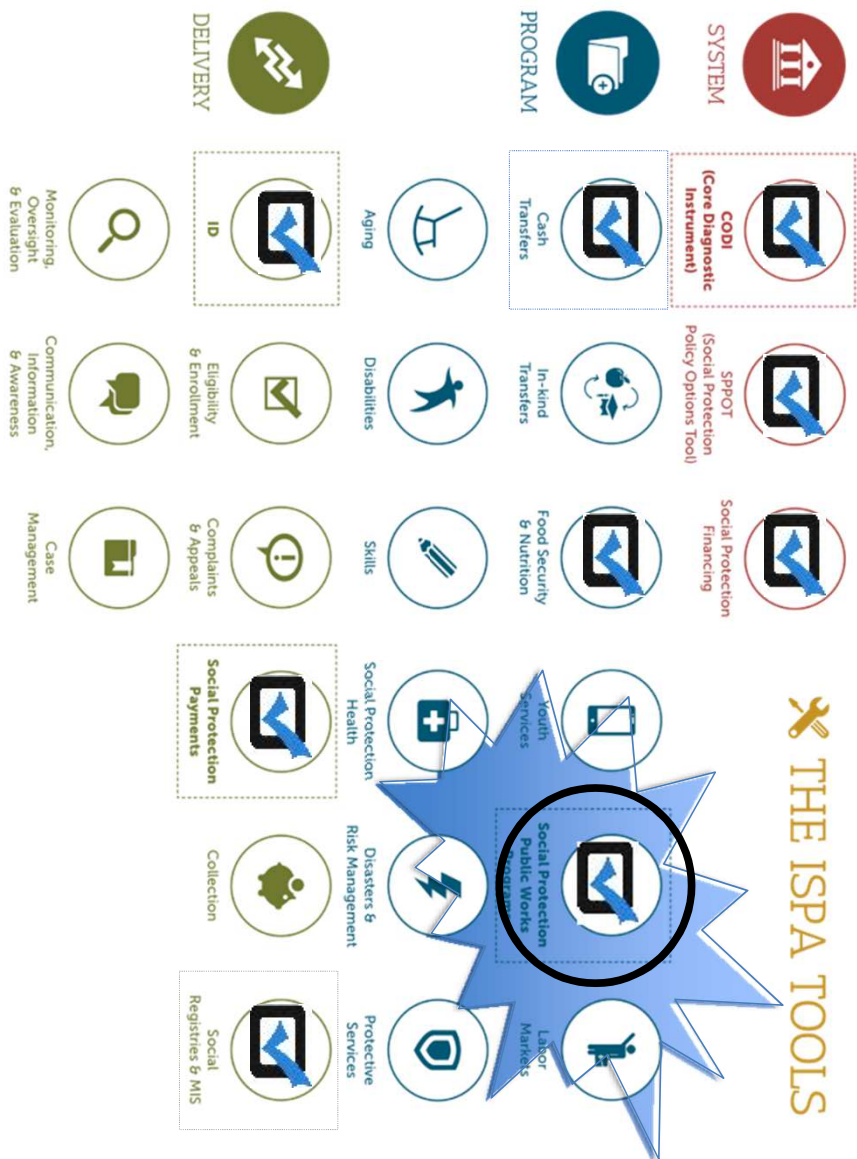 THE ISPA TOOLS
SYSTEM
CODI
(Core Diagnostic
Instrument)
SPPOT
(Social Protection
Policy Options Tool)
Social Protection
Financing
PROGRAM
Cash
Transfers
In-kind
Transfers
Food Security
& Nutrition
Youth
Services
Social Protection
Public Works
Labor
Markets
Aging
Disabilities
Skills
Social Protection
Health
Disasters &
Risk Management
Protective
Services
DELIVERY
ID
Eligibility
& Enrollment
Complaints
& Appeals
Social Protection
Payments
Collection
Social
Registries & MIS
Monitoring,
Oversight
& Evaluation
Communication,
Information
& Awareness
Case
Management